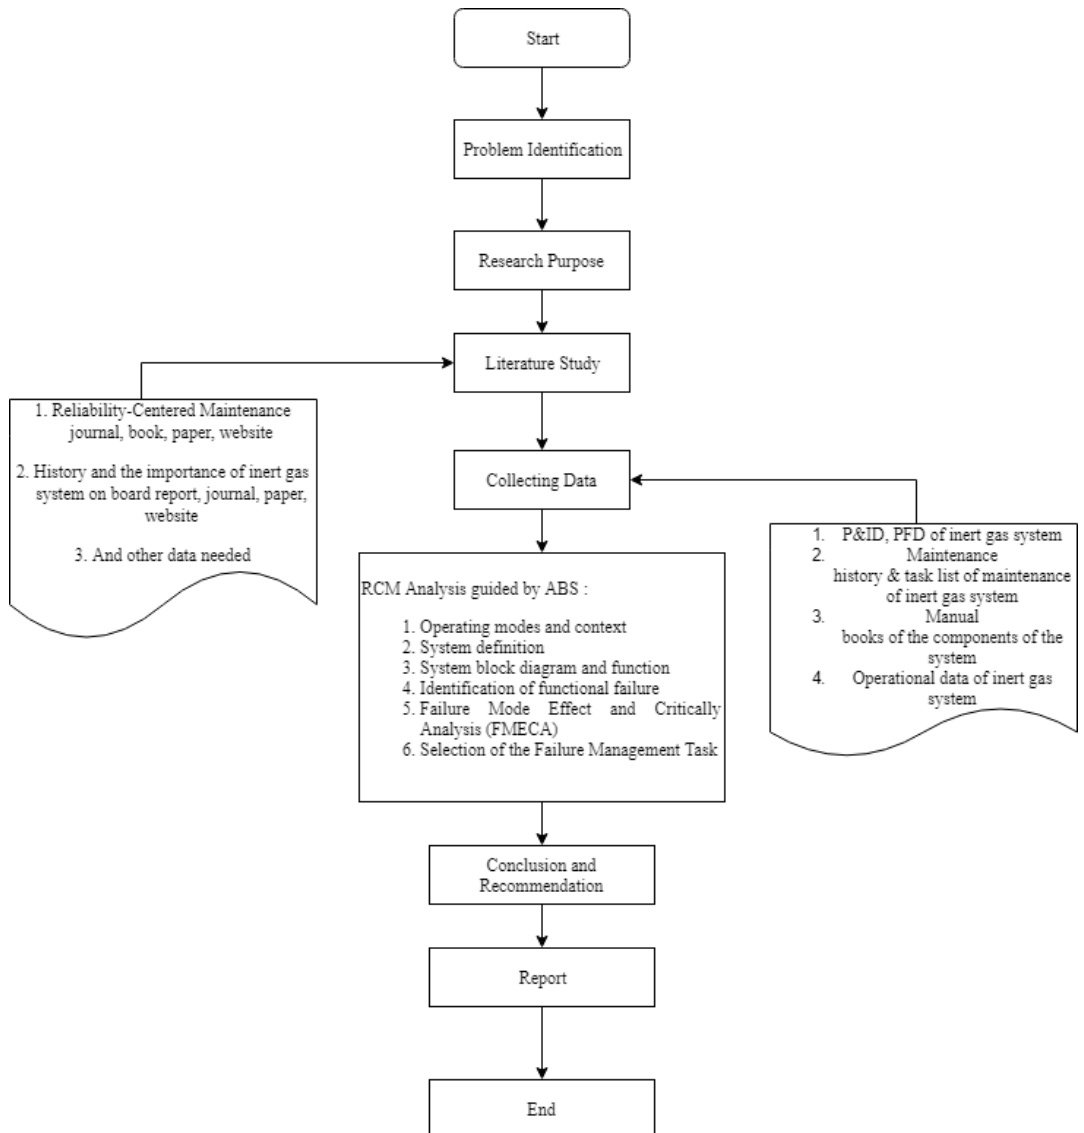 Start
Problem Identification
Research Purpose
Literature Study
1. Reliability-Centered Maintenance
journal, book, paper, website
2. History and the importance of inert gas
system on board report, journal, paper,
website
3. And other data needed
Collecting Data
1. P&ID, PFD of inert gas system
2. Maintenance
history & task list of maintenance
of inert gas system
3. Manual
books of the components of the
system
4. Operational data of inert gas
system
RCM Analysis guided by ABS :
1. Operating modes and context
2. System definition
3. System block diagram and function
4. Identification of functional failure
5. Failure Mode Effect and Critically
Analysis (FMECA)
6. Selection of the Failure Management Task
Conclusion and
Recommendation
Report
End